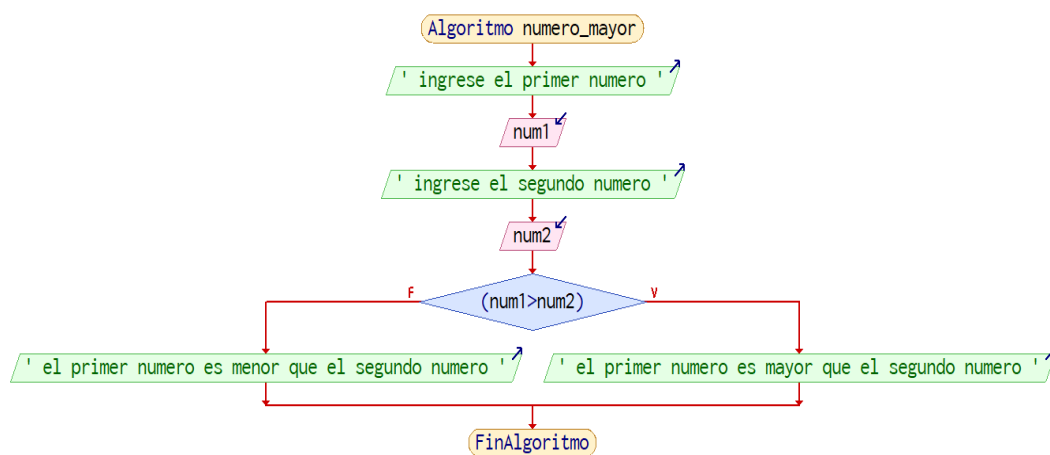 Algoritmo numero_mayor
' ingrese el primer numero '
num1
' ingrese el segundo numero '
num2
(num1>num2)
F
V
' el primer numero es menor que el segundo numero '
' el primer numero es mayor que el segundo numero '
FinAlgoritmo